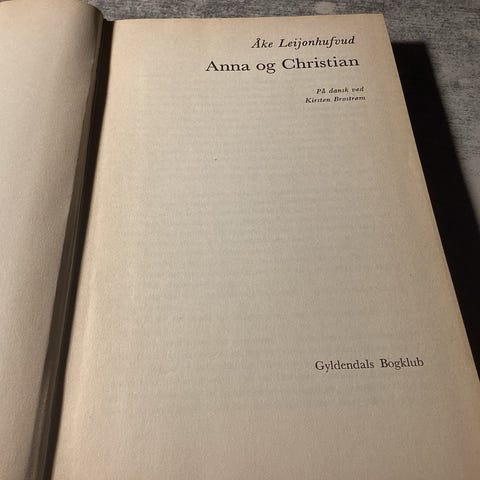 Åke Leijonhufvud
Anna og Christian
På dansk ved
Kirsten Brostrøm
Gyldendals Bogklub